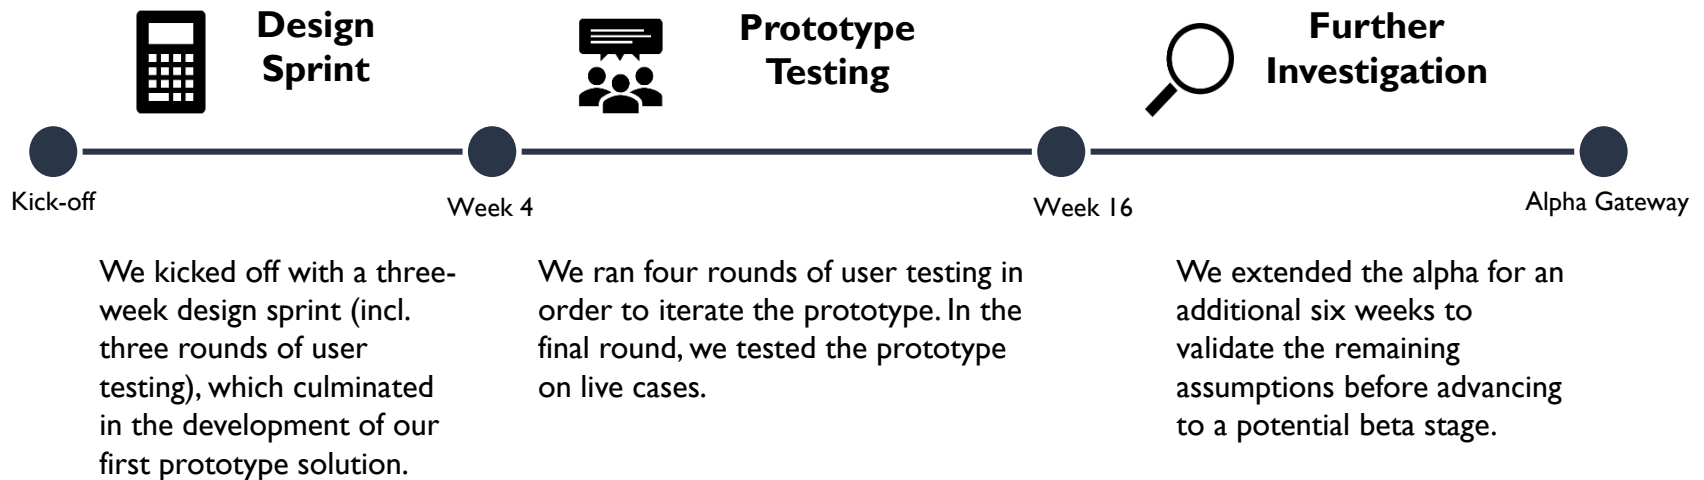 Design
Sprint
Prototype
Testing
Further
Investigation
Kick-off
Week 4
Week 16
Alpha Gateway
We kicked off with a three-
week design sprint (incl.
three rounds of user
testing), which culminated
in the development of our
first prototype solution.
We ran four rounds of user testing in
order to iterate the prototype. In the
final round, we tested the prototype
on live cases.
We extended the alpha for an
additional six weeks to
validate the remaining
assumptions before advancing
to a potential beta stage.